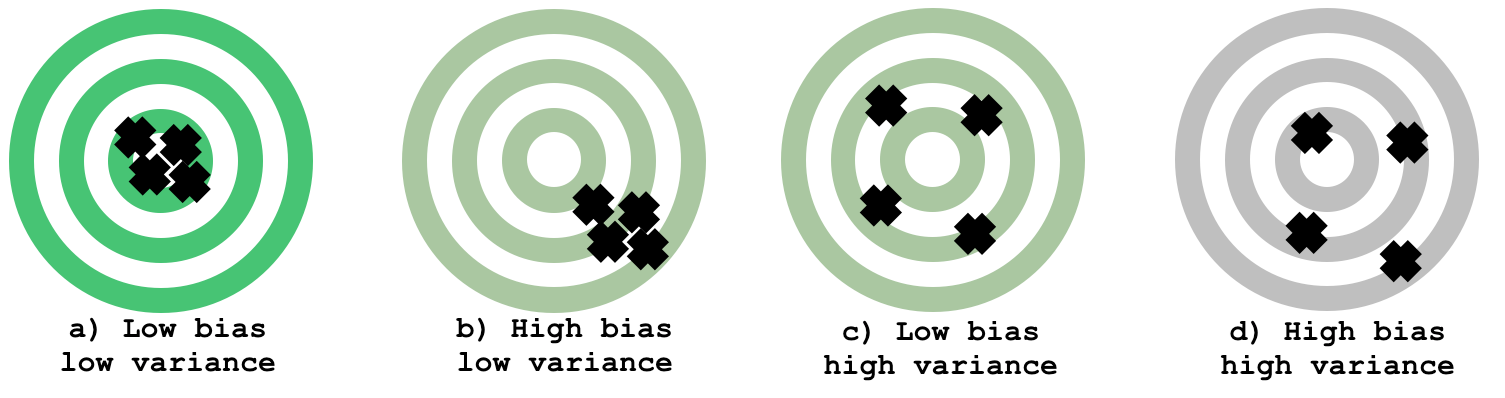 a) Low bias
low variance
b) High bias
low variance
c) Low bias
high variance
d) High bias
high variance